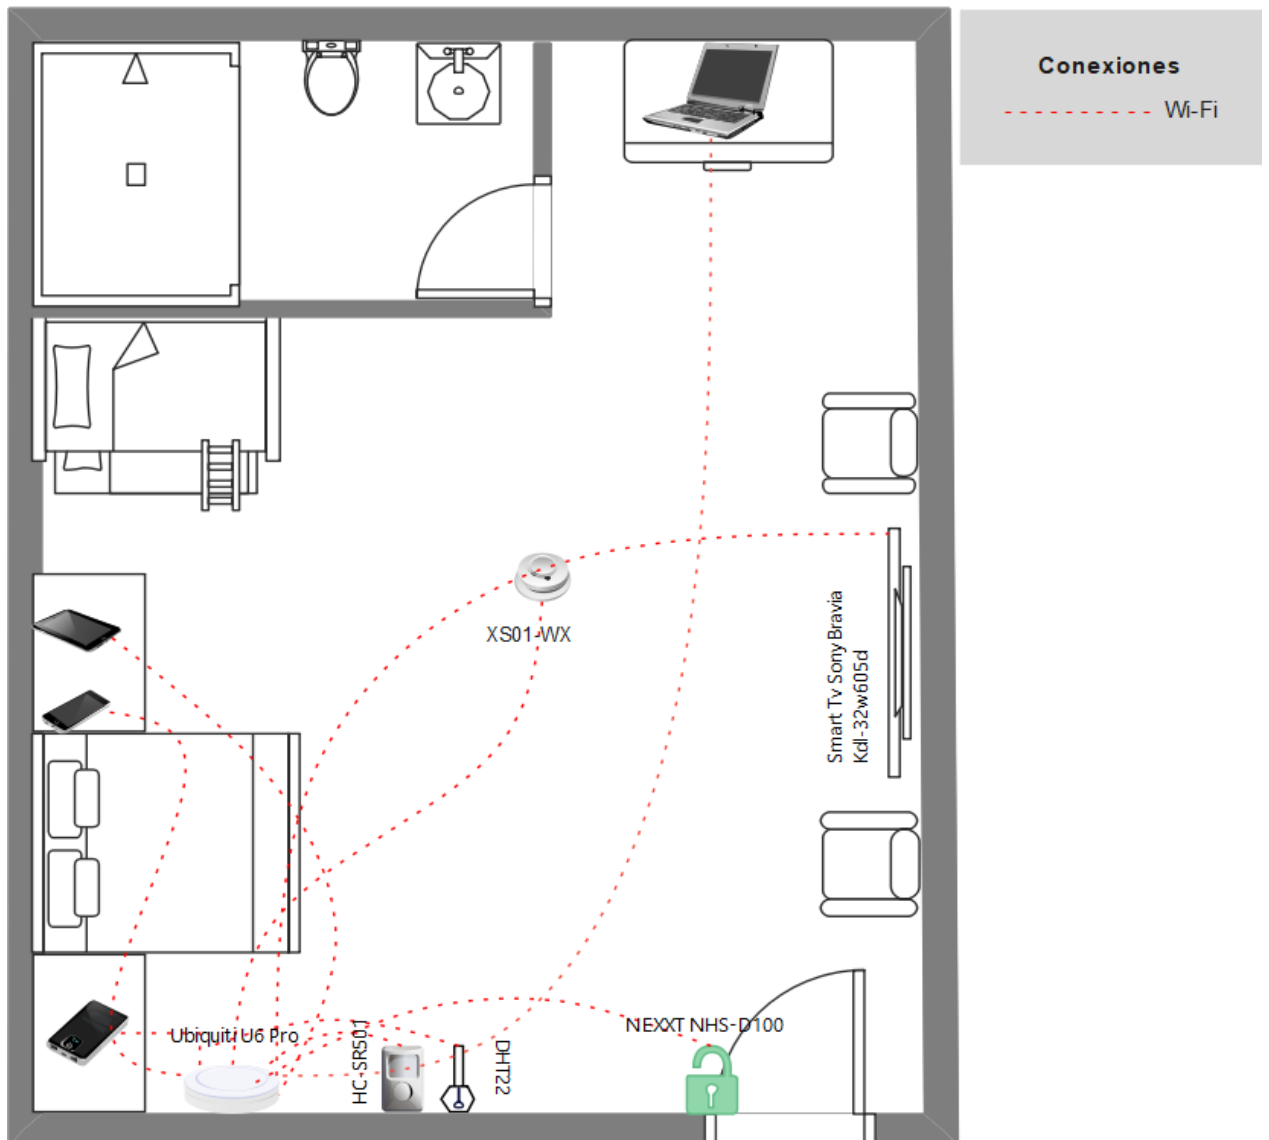 Conexiones
Wi-Fi
XS01-WX
Smart Tv Sony Bravia
Kdl-32w605d
Ubiquiti U6 Pro
HC-SR501
DHT22
NEXXT NHS-D100